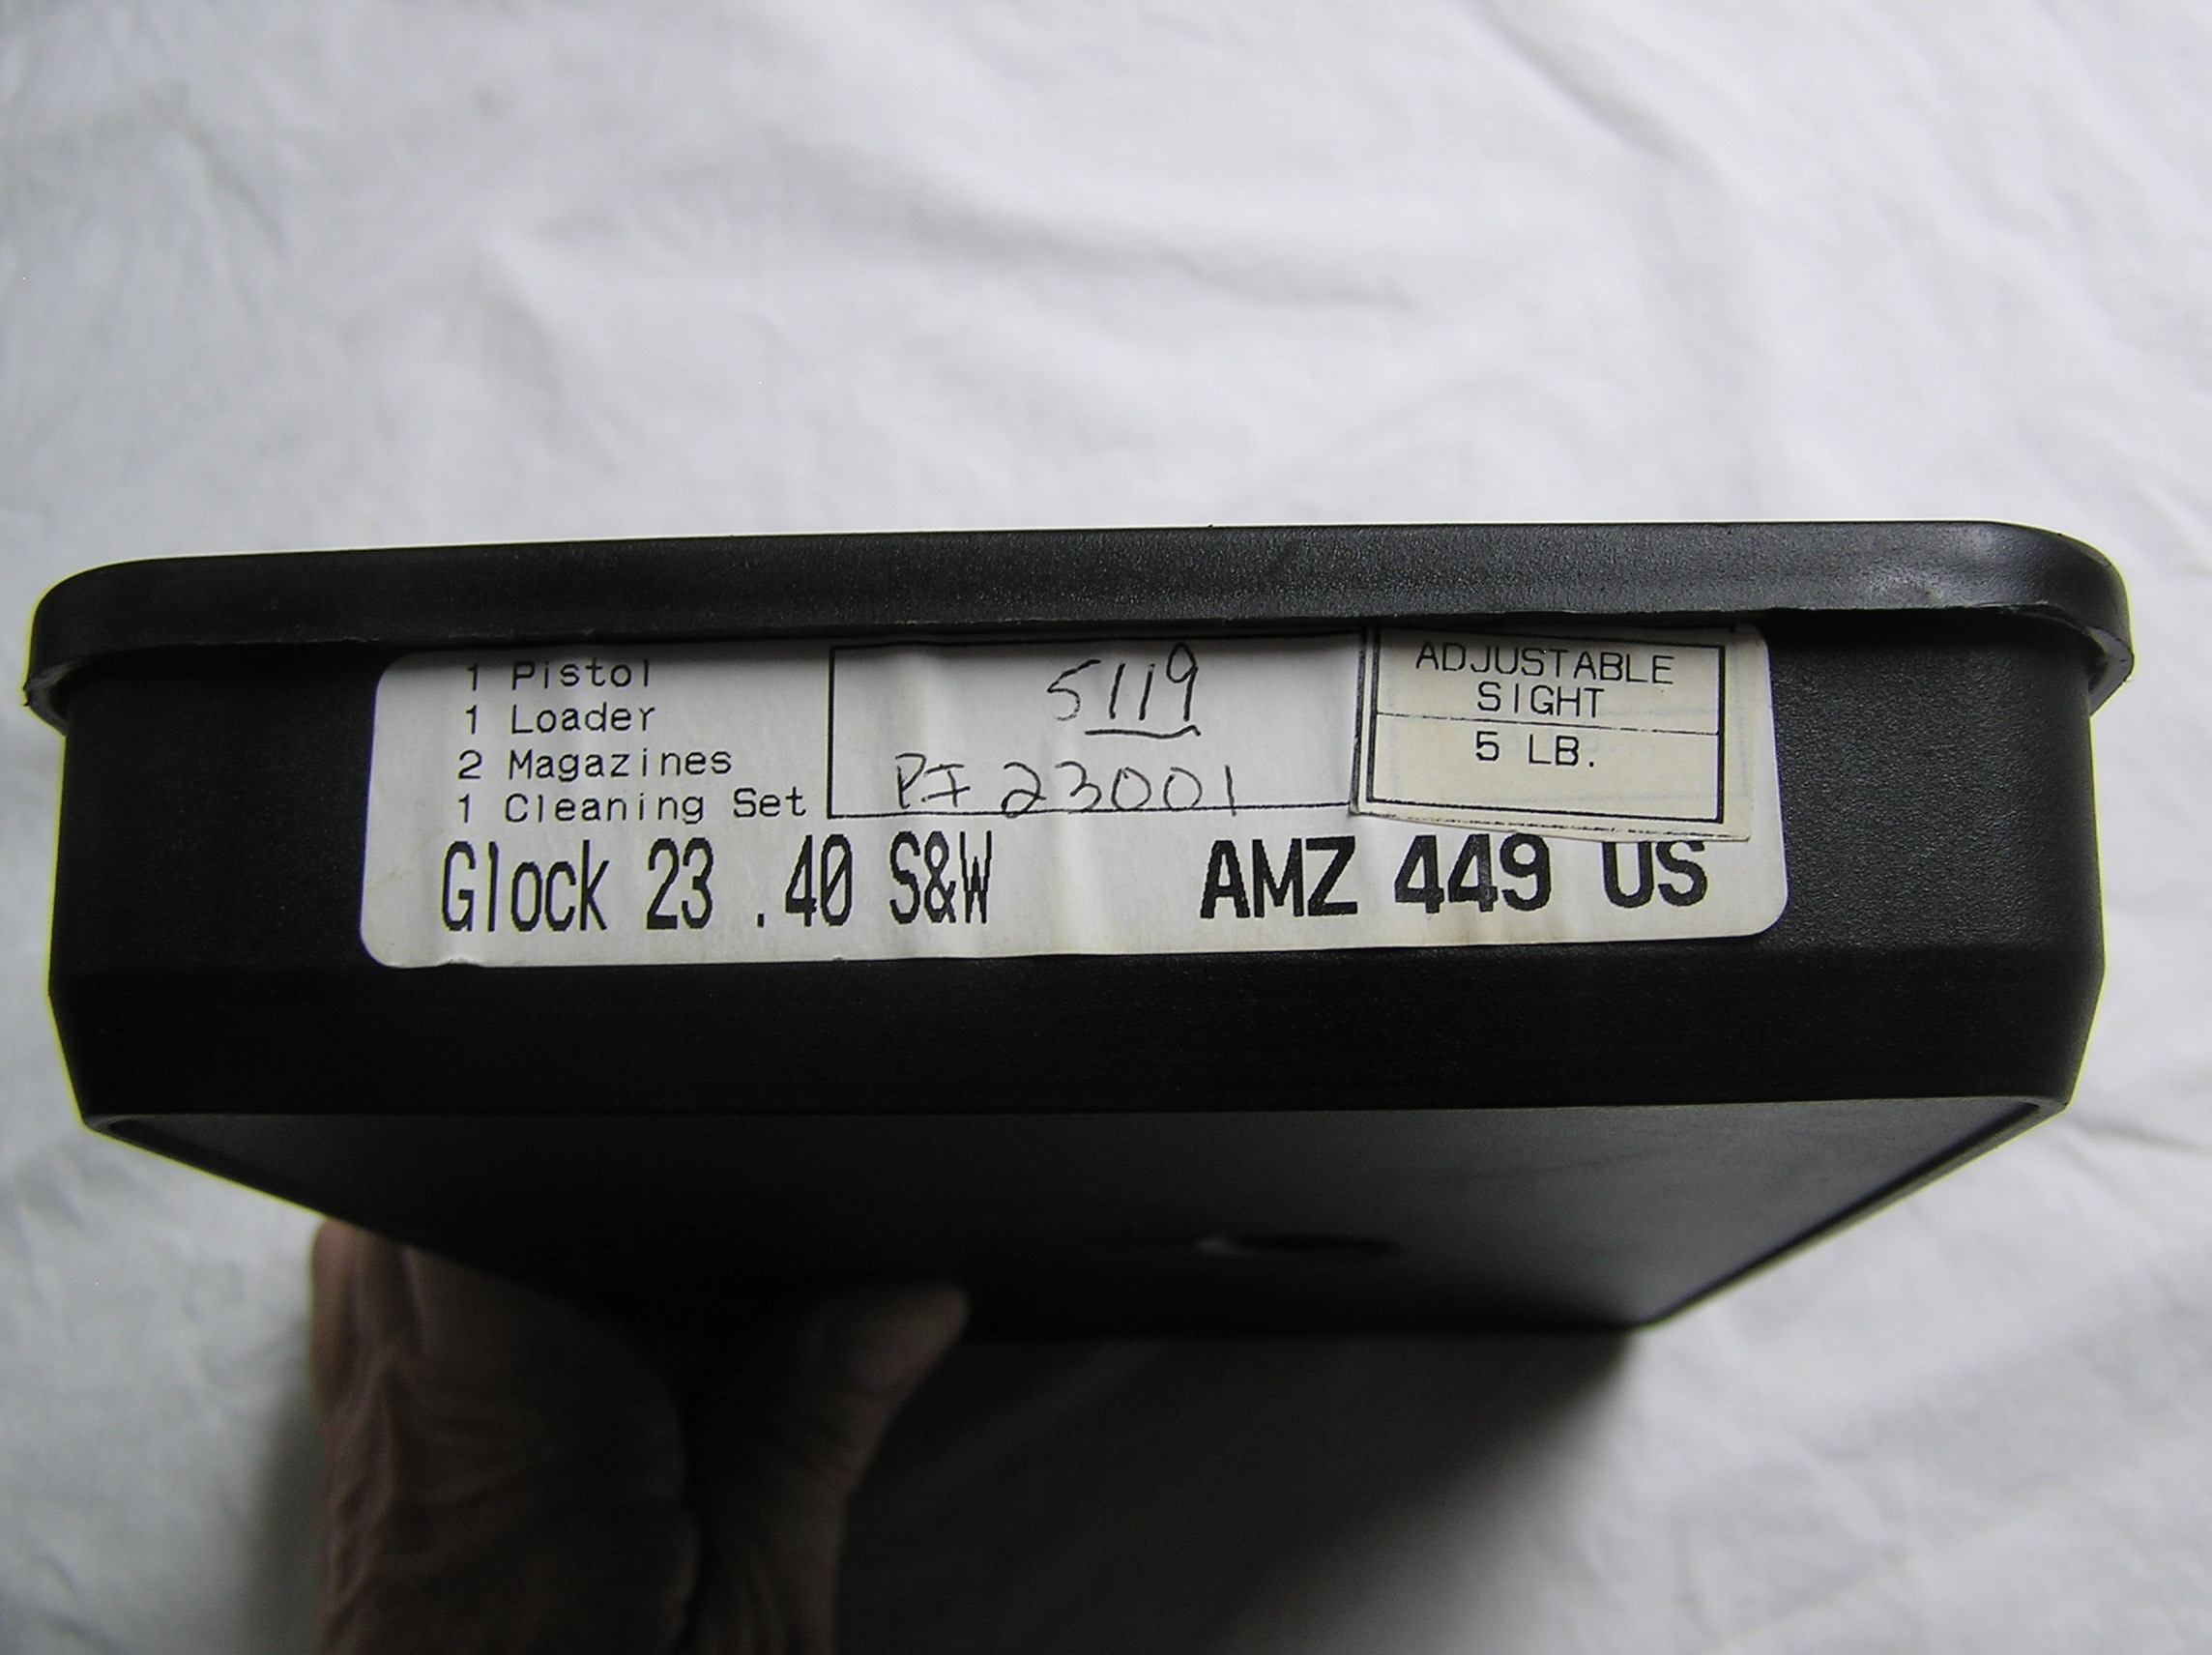 1 Pistol
1 Loader
2 Magazines
1 Cleaning Set
5119
PI 23001
ADJUSTABLE
SIGHT
5 LB.
Glock 23 .40 S&W
AMZ 449 US